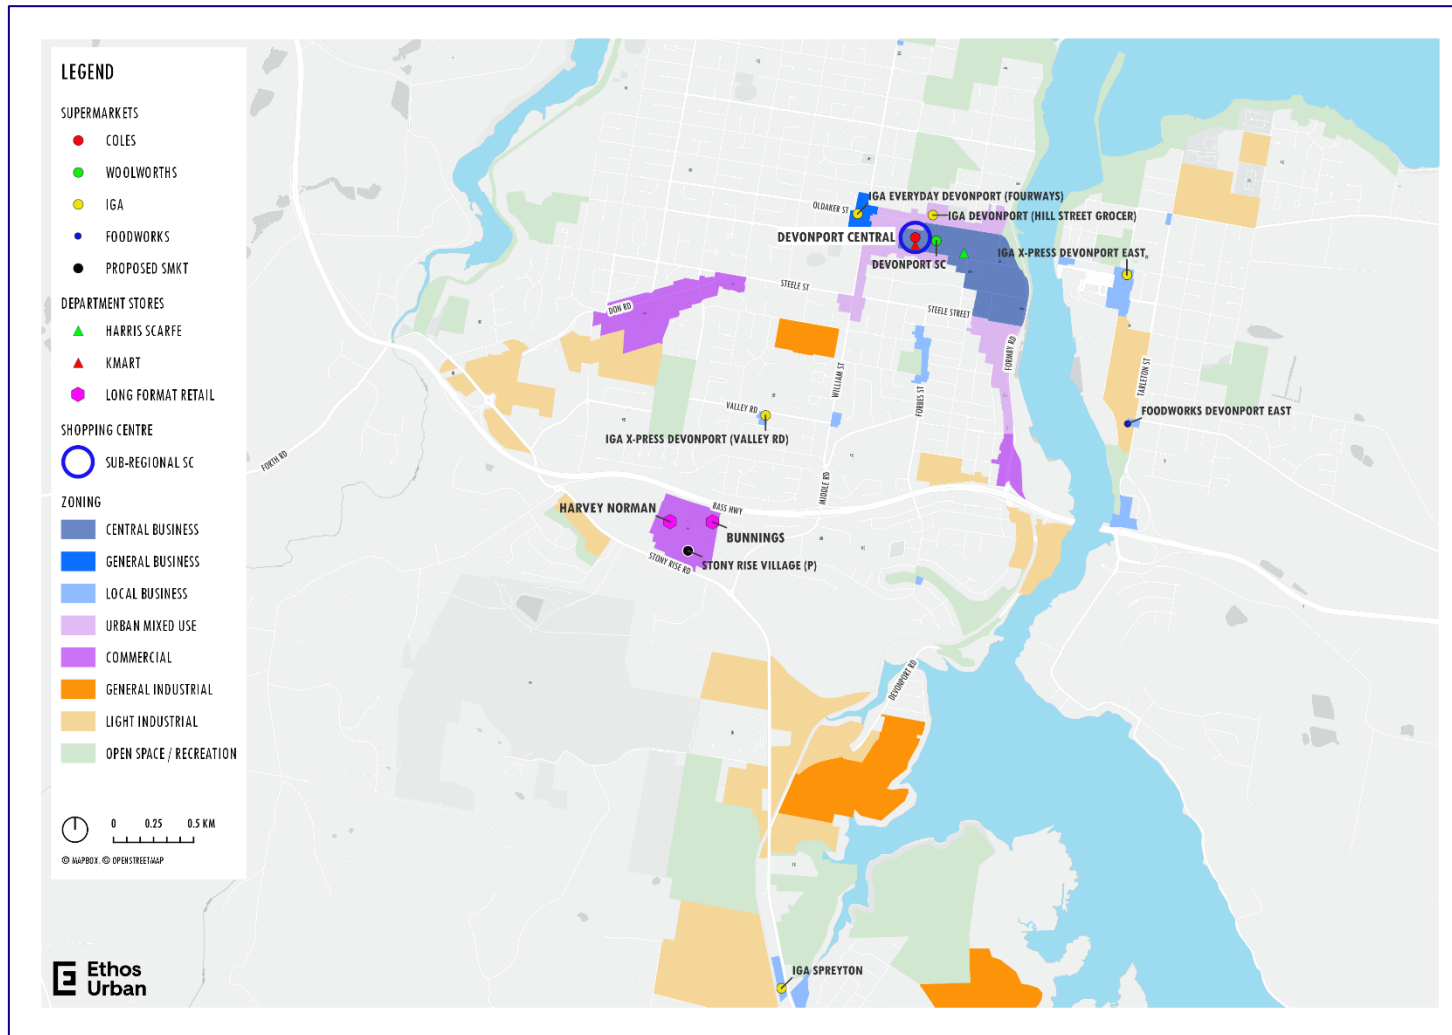 LEGEND
SUPERMARKETS
COLES
WOOLWORTHS
IGA
FOODWORKS
PROPOSED SMKT
DEPARTMENT STORES
HARRIS SCARFE
KMART
LONG FORMAT RETAIL
SHOPPING CENTRE
SUB-REGIONAL SC
ZONING
CENTRAL BUSINESS
GENERAL BUSINESS
LOCAL BUSINESS
URBAN MIXED USE
COMMERCIAL
GENERAL INDUSTRIAL
LIGHT INDUSTRIAL
OPEN SPACE / RECREATION
0 0.25 0.5 KM
© MAPBOX, © OPENSTREETMAP
Ethos
Urban
IGA EVERYDAY DEVONPORT (FOURWAYS)
OLDAKER ST
IGA DEVONPORT (HILL STREET GROCER)
DEVONPORT CENTRAL
DEVONPORT SC
IGA X-PRESS DEVONPORT EAST
STEELE ST
DON RD
STEELE STREET
FORMBY RD
WILLIAM ST
FORBES ST
TARLETON ST
VALLEY RD
FOODWORKS DEVONPORT EAST
IGA X-PRESS DEVONPORT (VALLEY RD)
FORTH RD
MIDDLE RD
BASS HWY
HARVEY NORMAN
BUNNINGS
STONY RISE RD
STONY RISE VILLAGE (P)
DEVONPORT RD
IGA SPREYTON